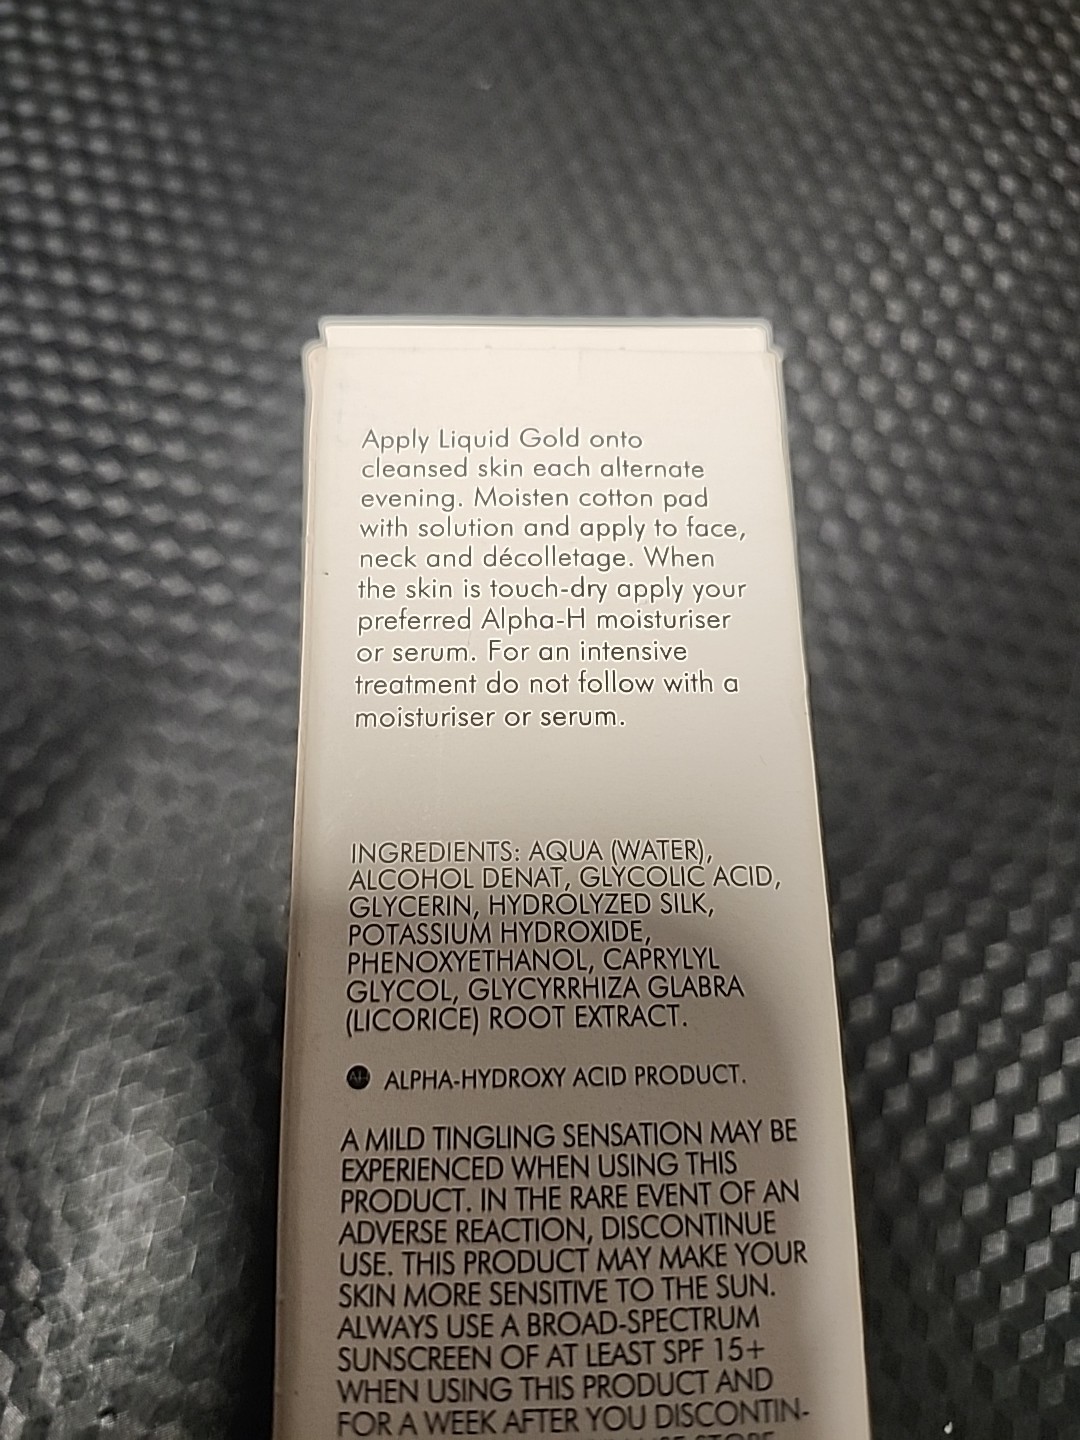 Apply Liquid Gold onto
cleansed skin each alternate
evening. Moisten cotton pad
with solution and apply to face,
neck and décolletage. When
the skin is touch-dry apply your
preferred Alpha-H moisturiser
or serum. For an intensive
treatment do not follow with a
moisturiser or serum.
INGREDIENTS: AQUA (WATER),
ALCOHOL DENAT, GLYCOLIC ACID,
GLYCERIN, HYDROLYZED SILK,
POTASSIUM HYDROXIDE,
PHENOXYETHANOL, CAPRYLYL
GLYCOL, GLYCYRRHIZA GLABRA
(LICORICE) ROOT EXTRACT.
ALPHA-HYDROXY ACID PRODUCT.
A MILD TINGLING SENSATION MAY BE
EXPERIENCED WHEN USING THIS
PRODUCT. IN THE RARE EVENT OF AN
ADVERSE REACTION, DISCONTINUE
USE. THIS PRODUCT MAY MAKE YOUR
SKIN MORE SENSITIVE TO THE SUN.
ALWAYS USE A BROAD-SPECTRUM
SUNSCREEN OF AT LEAST SPF 15+
WHEN USING THIS PRODUCT AND
FOR A WEEK AFTER YOU DISCONTIN-